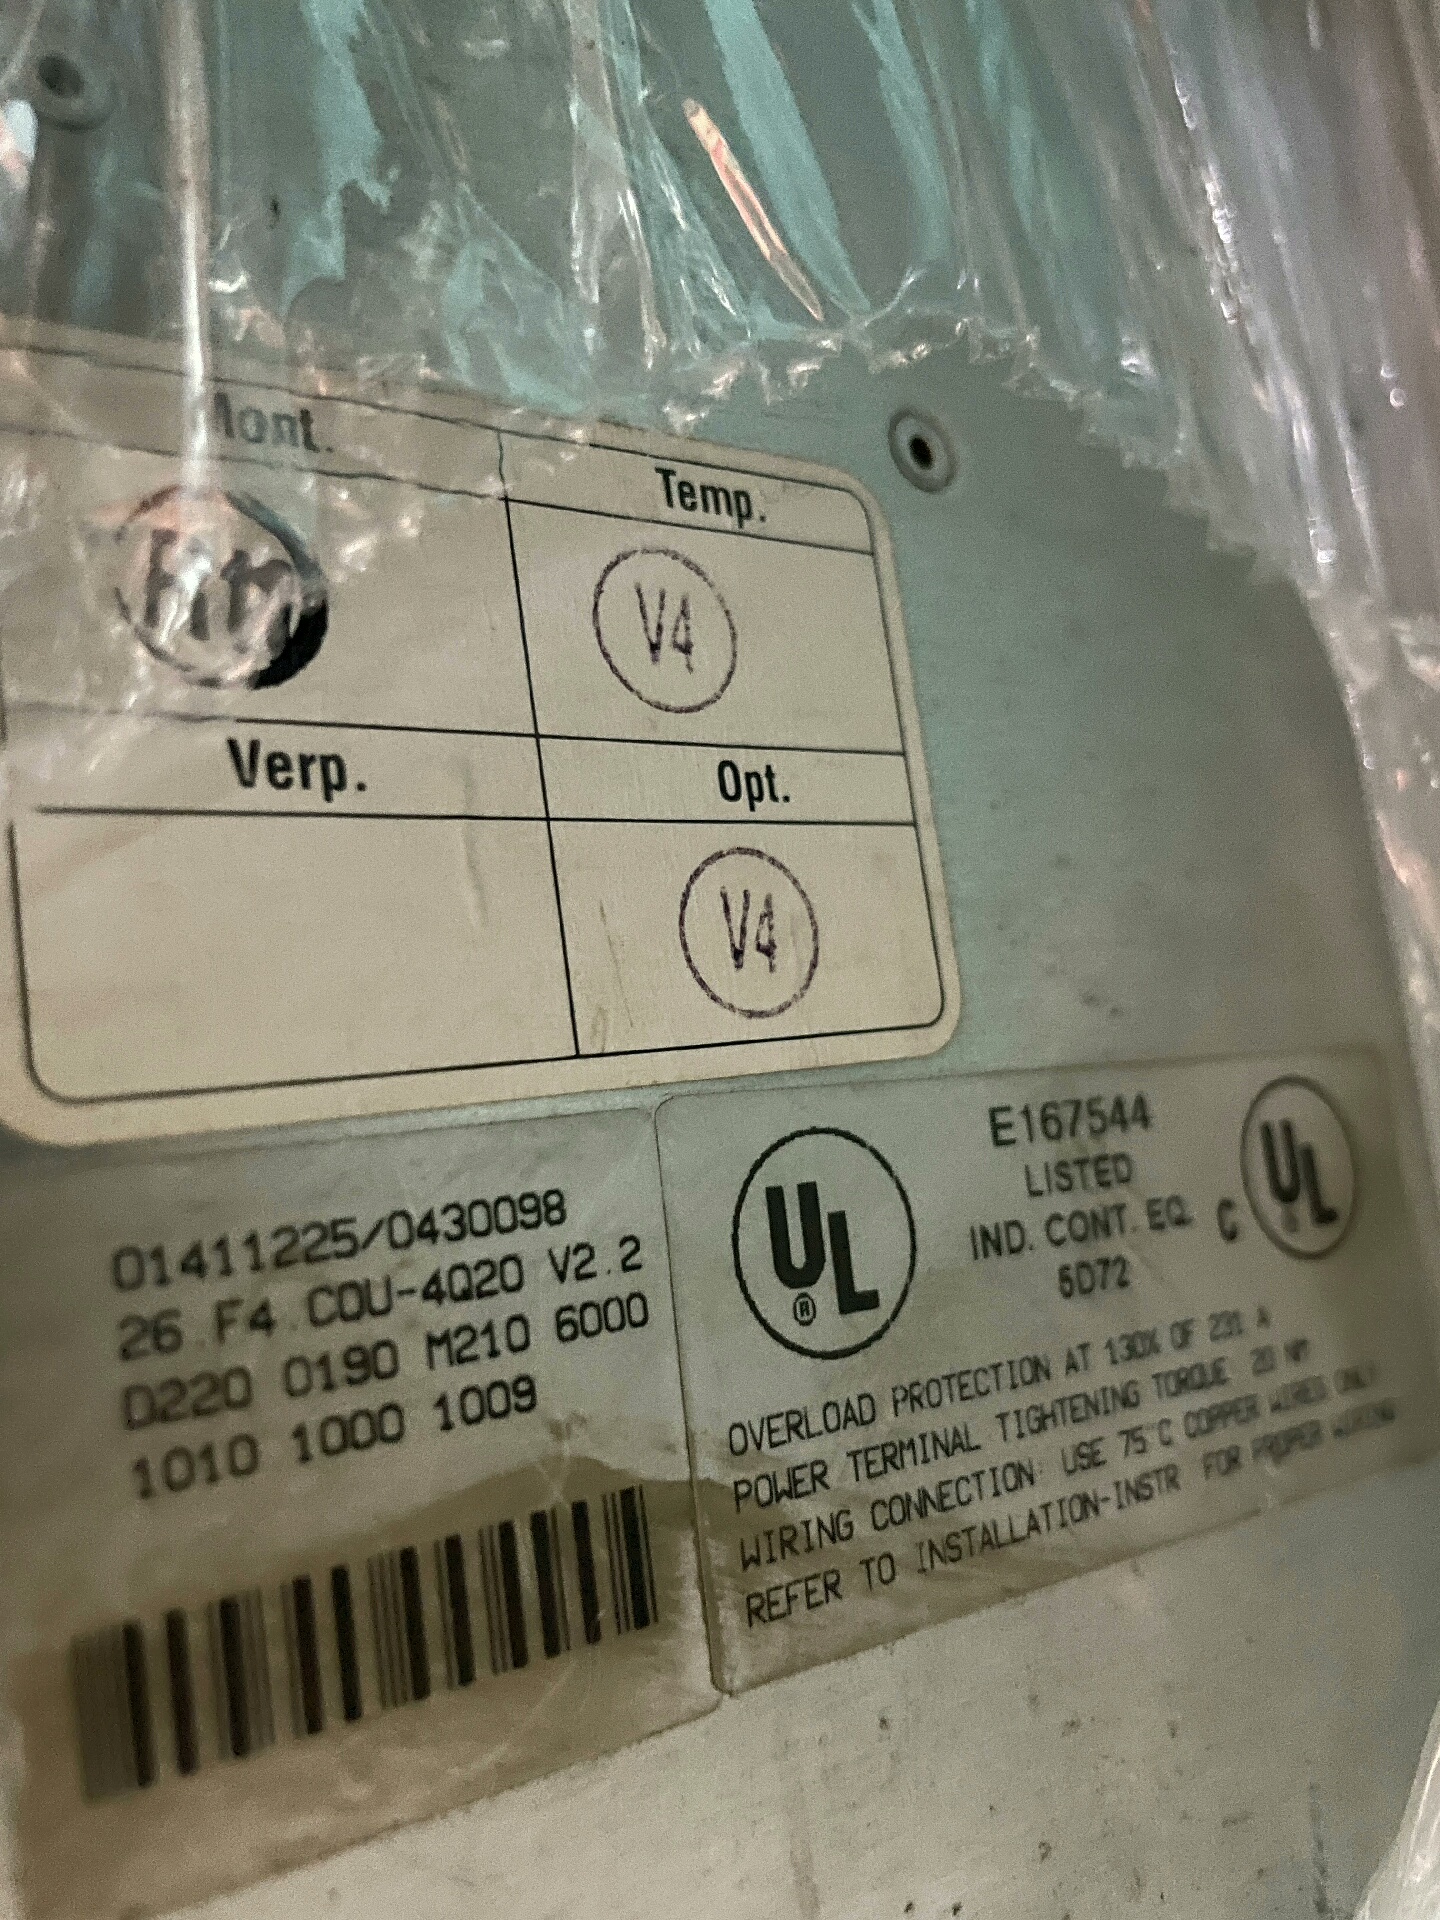 Mont.
Temp.
V4
Verp.
Opt.
V4
01411225/0430098
26.F4.C0U-4Q20 V2.2
D220 0190 M210 6000
1010 1000 1009
UL
®
E167544
LISTED
IND. CONT. EQ.
5D72
C UL
®
OVERLOAD PROTECTION AT 130% OF 231 A
POWER TERMINAL TIGHTENING TORQUE 20 NM
WIRING CONNECTION: USE 75°C COPPER WIRES ONLY
REFER TO INSTALLATION-INSTR FOR PROPER WIRING